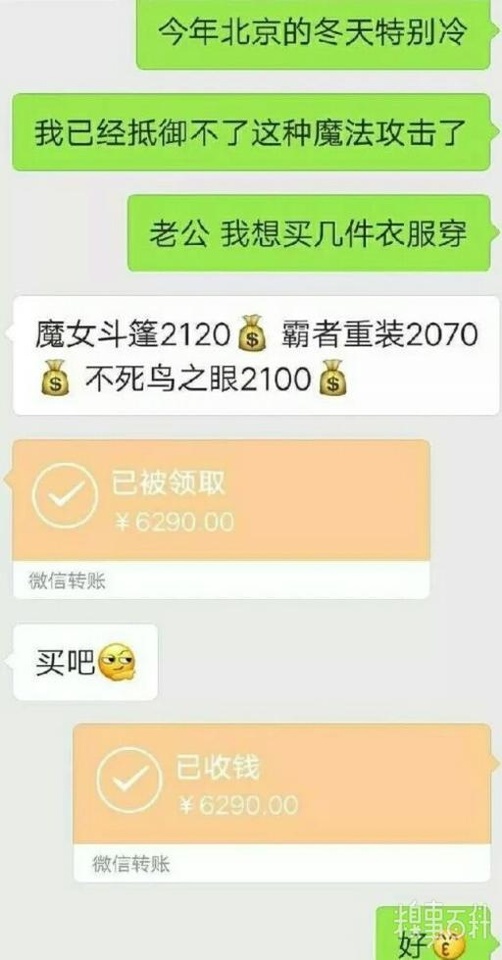 今年北京的冬天特别冷
我已经抵御不了这种魔法攻击了
老公 我想买几件衣服穿
魔女斗篷2120💰 霸者重装2070
💰 不死鸟之眼2100💰
已被领取
¥6290.00
微信转账
买吧
已收钱
¥6290.00
微信转账
糗事百科
好